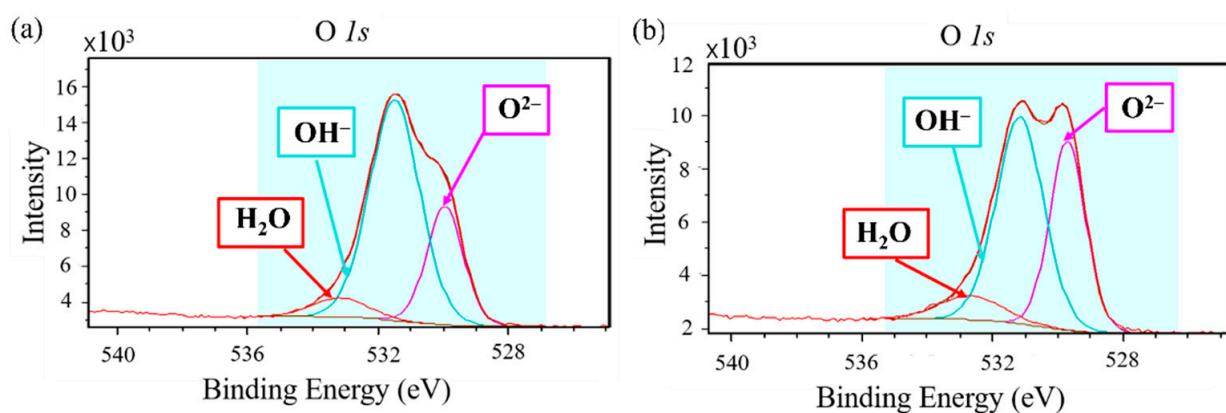 (a)
x10³
O 1s
16
14
12
10
8
6
4
Intensity
H₂O
OH⁻
O²⁻
540
536
531
528
Binding Energy (eV)
(b)
x10³
O 1s
12
10
8
6
4
2
Intensity
H₂O
OH⁻
O²⁻
540
536
532
528
Binding Energy (eV)